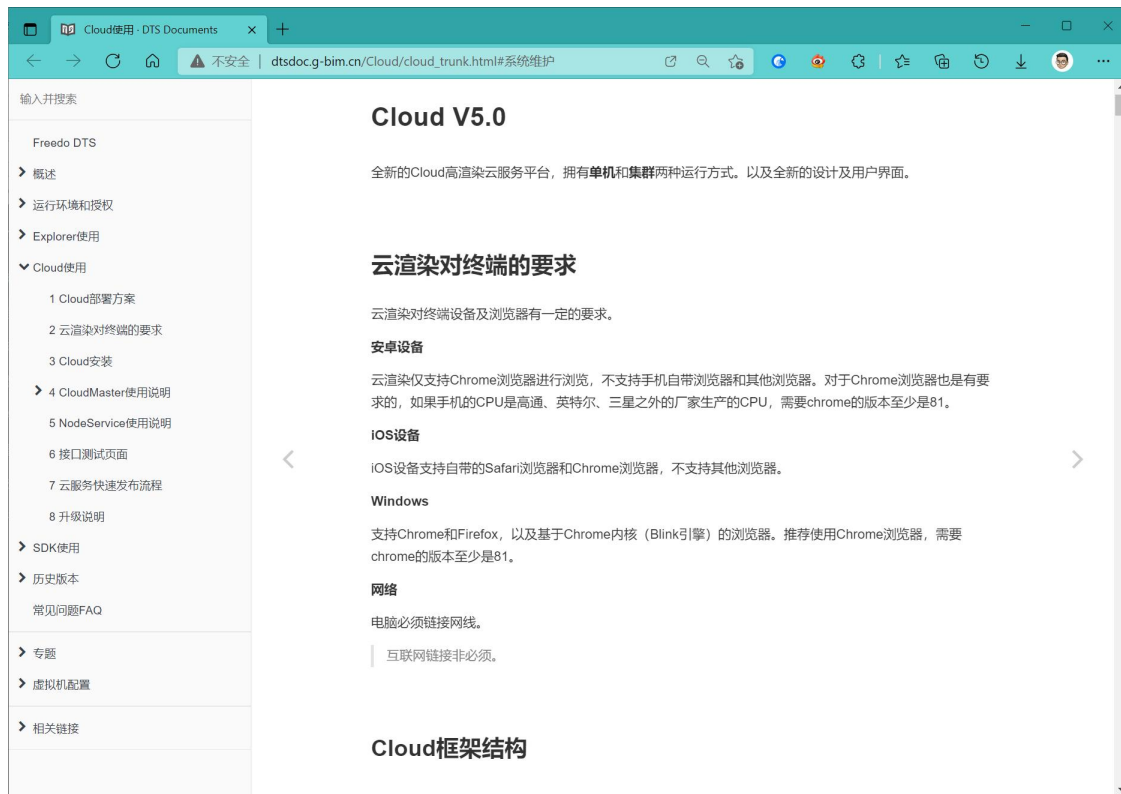 Cloud使用 · DTS Documents
不安全 | dtsdoc.g-bim.cn/Cloud/cloud_trunk.html#系统维护
输入并搜索
Freedo DTS
概述
运行环境和授权
Explorer使用
Cloud使用
1 Cloud部署方案
2 云渲染对终端的要求
3 Cloud安装
4 CloudMaster使用说明
5 NodeService使用说明
6 接口测试页面
7 云服务快速发布流程
8 升级说明
SDK使用
历史版本
常见问题FAQ
专题
虚拟机配置
相关链接
Cloud V5.0
全新的Cloud高渲染云服务平台，拥有单机和集群两种运行方式。以及全新的设计及用户界面。
云渲染对终端的要求
云渲染对终端设备及浏览器有一定的要求。
安卓设备
云渲染仅支持Chrome浏览器进行浏览，不支持手机自带浏览器和其他浏览器。对于Chrome浏览器也是有要
求的，如果手机的CPU是高通、英特尔、三星之外的厂家生产的CPU，需要chrome的版本至少是81。
iOS设备
iOS设备支持自带的Safari浏览器和Chrome浏览器，不支持其他浏览器。
Windows
支持Chrome和Firefox，以及基于Chrome内核（Blink引擎）的浏览器。推荐使用Chrome浏览器，需要
chrome的版本至少是81。
网络
电脑必须链接网线。
互联网链接非必须。
Cloud框架结构